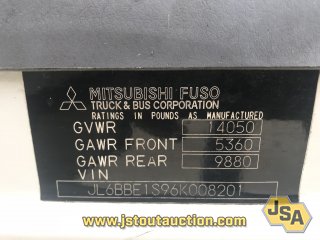 MITSUBISHI FUSO
TRUCK & BUS CORPORATION
RATINGS IN POUNDS AS MANUFACTURED
GVWR 14050
GAWR FRONT 5360
GAWR REAR 9880
VIN
JL6BBE1S96K008201
www.jstoutauction.com
JSA